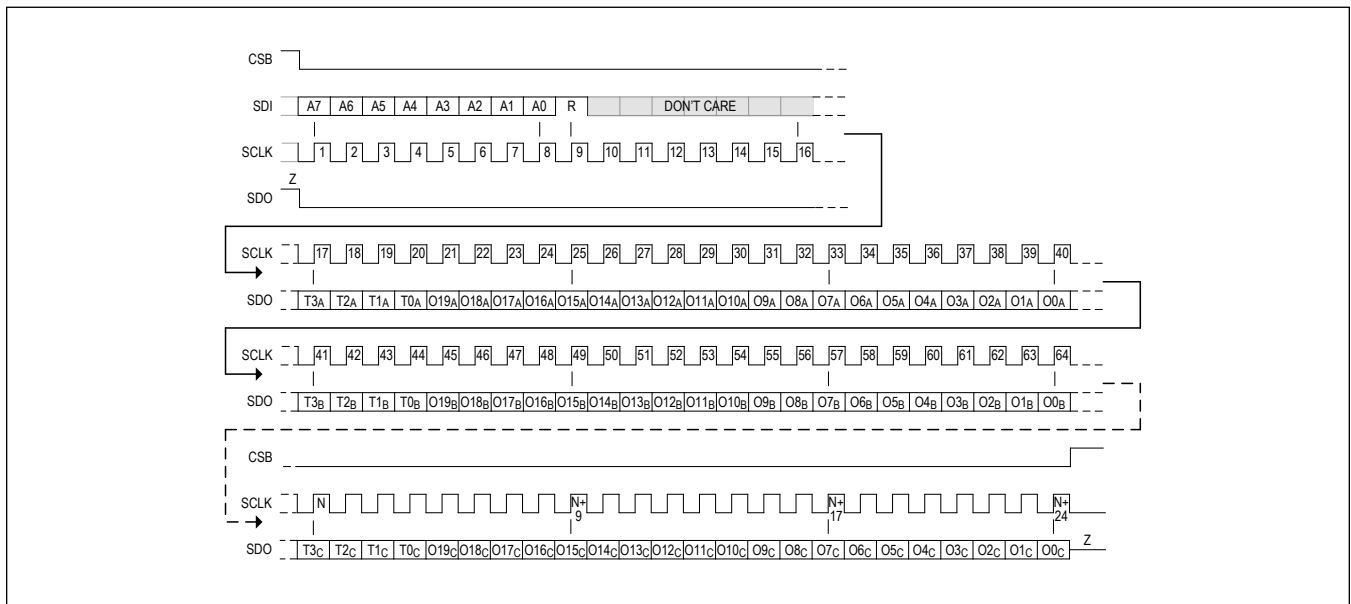 CSB
SDI A7 A6 A5 A4 A3 A2 A1 A0 R DON'T CARE
SCLK 1 2 3 4 5 6 7 8 9 10 11 12 13 14 15 16
Z
SDO
SCLK 17 18 19 20 21 22 23 24 25 26 27 28 29 30 31 32 33 34 35 36 37 38 39 40
SDO T3A T2A T1A T0A O19A O18A O17A O16A O15A O14A O13A O12A O11A O10A O9A O8A O7A O6A O5A O4A O3A O2A O1A O0A
SCLK 41 42 43 44 45 46 47 48 49 50 51 52 53 54 55 56 57 58 59 60 61 62 63 64
SDO T3B T2B T1B T0B O19B O18B O17B O16B O15B O14B O13B O12B O11B O10B O9B O8B O7B O6B O5B O4B O3B O2B O1B O0B
CSB
SCLK N N+9 N+17 N+24
SDO T3C T2C T1C T0C O19C O18C O17C O16C O15C O14C O13C O12C O11C O10C O9C O8C O7C O6C O5C O4C O3C O2C O1C O0C Z